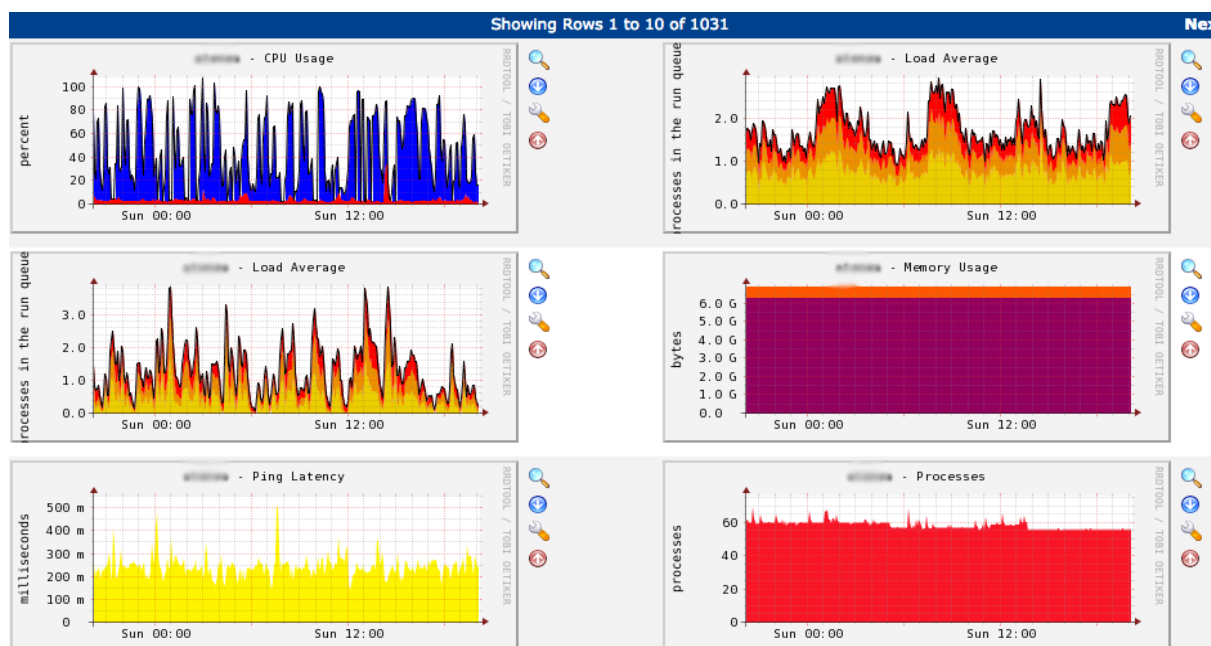 Showing Rows 1 to 10 of 1031
Nex
- CPU Usage
RRDTOOL / TOBI OETIKER
percent
100
80
60
40
20
0
Sun 00:00 Sun 12:00
- Load Average
RRDTOOL / TOBI OETIKER
processes in the run queue
2.0
1.0
0.0
Sun 00:00 Sun 12:00
- Load Average
RRDTOOL / TOBI OETIKER
processes in the run queue
3.0
2.0
1.0
0.0
Sun 00:00 Sun 12:00
- Memory Usage
RRDTOOL / TOBI OETIKER
bytes
6.0 G
5.0 G
4.0 G
3.0 G
2.0 G
1.0 G
0.0
Sun 00:00 Sun 12:00
- Ping Latency
RRDTOOL / TOBI OETIKER
milliseconds
500 m
400 m
300 m
200 m
100 m
0
Sun 00:00 Sun 12:00
- Processes
RRDTOOL / TOBI OETIKER
processes
60
40
20
0
Sun 00:00 Sun 12:00